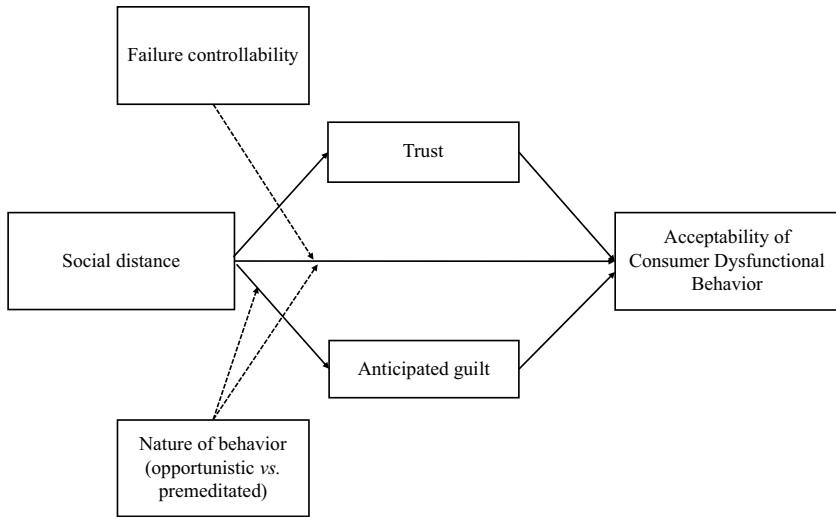 Failure controllability
Trust
Social distance
Acceptability of
Consumer Dysfunctional
Behavior
Anticipated guilt
Nature of behavior
(opportunistic vs.
premeditated)